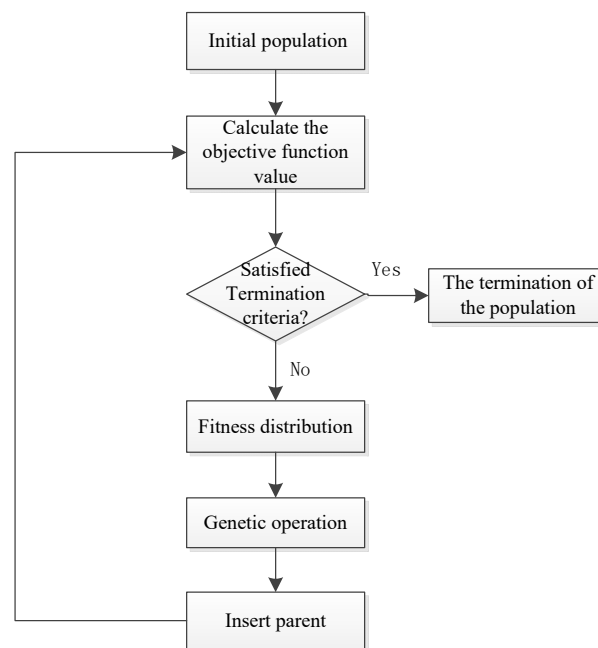 Initial population
Calculate the
objective function
value
Satisfied
Termination
criteria?
Yes
The termination of
the population
No
Fitness distribution
Genetic operation
Insert parent